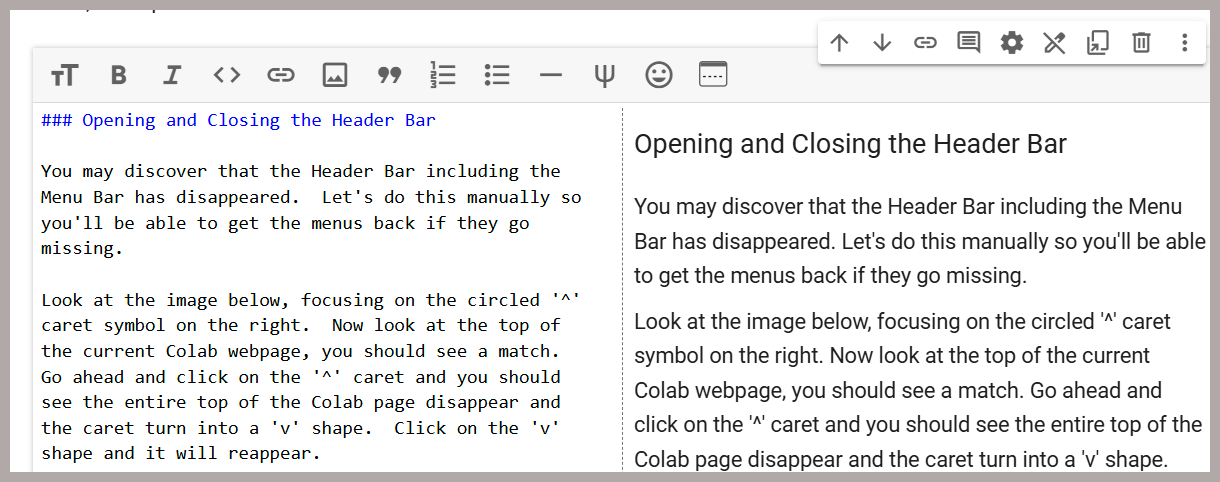 ### Opening and Closing the Header Bar
You may discover that the Header Bar including the
Menu Bar has disappeared.  Let's do this manually so
you'll be able to get the menus back if they go
missing.
Look at the image below, focusing on the circled '^'
caret symbol on the right.  Now look at the top of
the current Colab webpage, you should see a match.
Go ahead and click on the '^' caret and you should
see the entire top of the Colab page disappear and
the caret turn into a 'v' shape.  Click on the 'v'
shape and it will reappear.
Opening and Closing the Header Bar
You may discover that the Header Bar including the Menu
Bar has disappeared. Let's do this manually so you'll be able
to get the menus back if they go missing.
Look at the image below, focusing on the circled '^' caret
symbol on the right. Now look at the top of the current
Colab webpage, you should see a match. Go ahead and
click on the '^' caret and you should see the entire top of the
Colab page disappear and the caret turn into a 'v' shape.